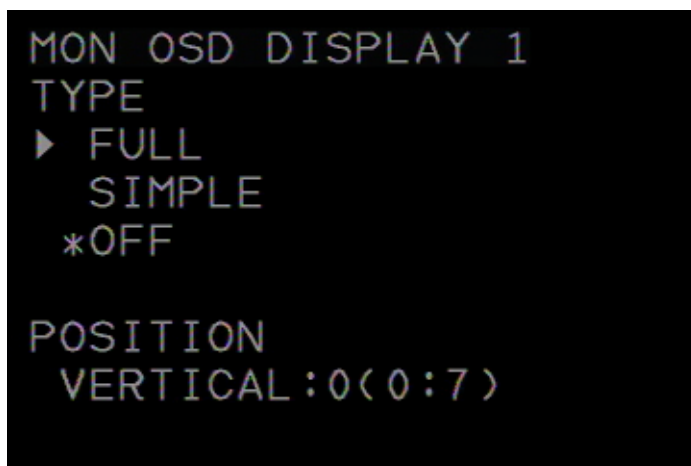 MON OSD DISPLAY 1
TYPE
▶ FULL
SIMPLE
*OFF
POSITION
VERTICAL:0(0:7)